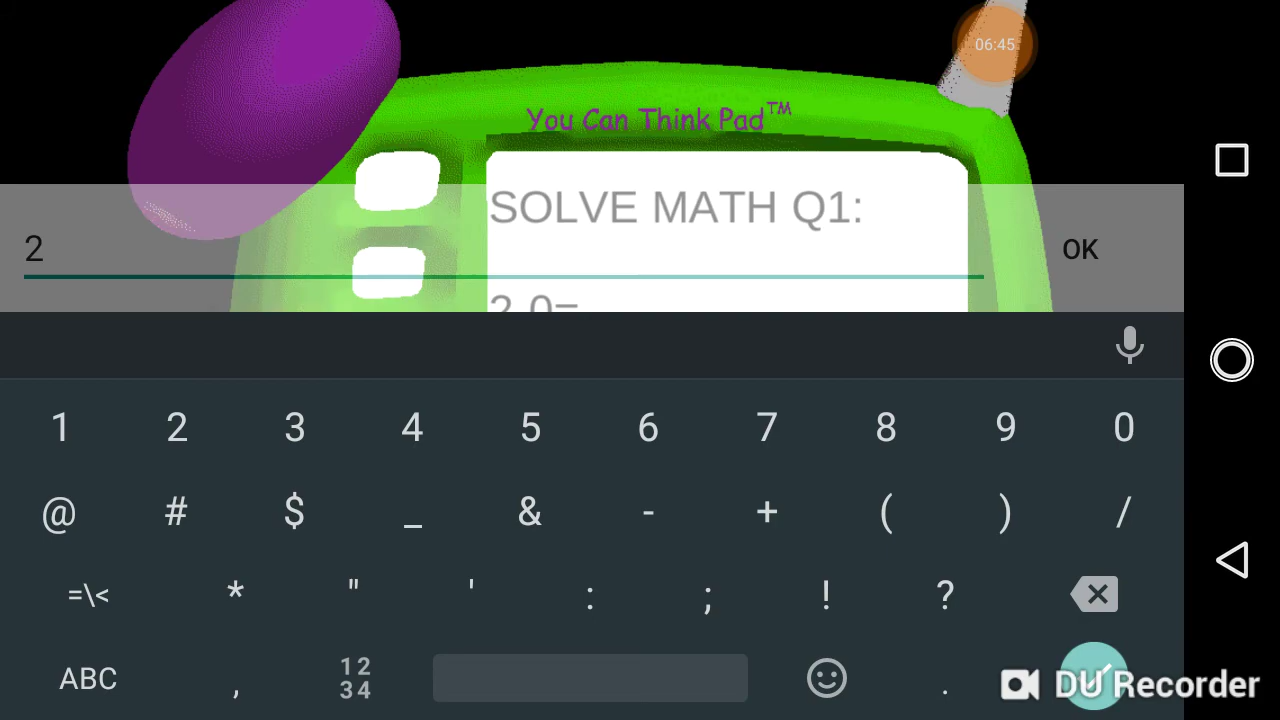 06:45
You Can Think Pad™
SOLVE MATH Q1:
2
OK
1 2 3 4 5 6 7 8 9 0
@ # $ _ & - + ( ) /
=\< * " ' : ; ! ?
ABC , 12 .
34
DU Recorder